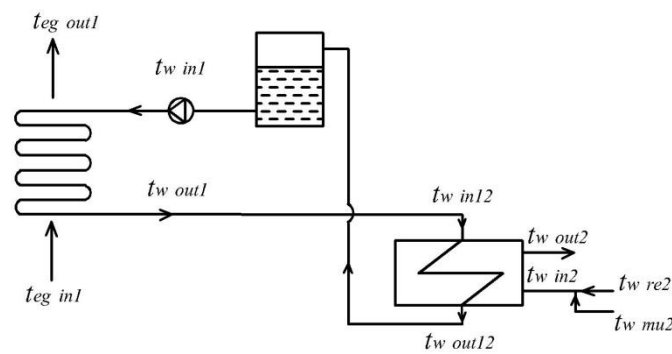 teg out1
tw in1
tw out1
tw in12
tw out2
tw in2
tw re2
teg in1
tw mu2
tw out12